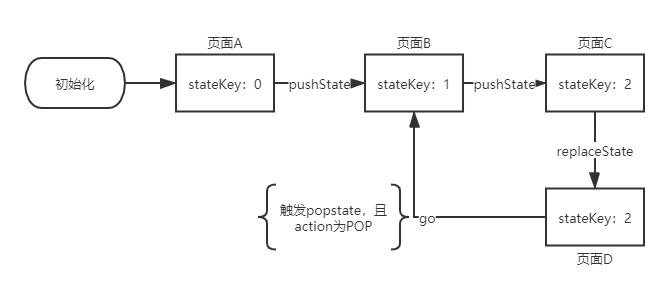 页面A
页面B
页面C
初始化
stateKey：0
pushState
stateKey：1
pushState
stateKey：2
replaceState
触发popstate，且
action为POP
go
stateKey：2
页面D